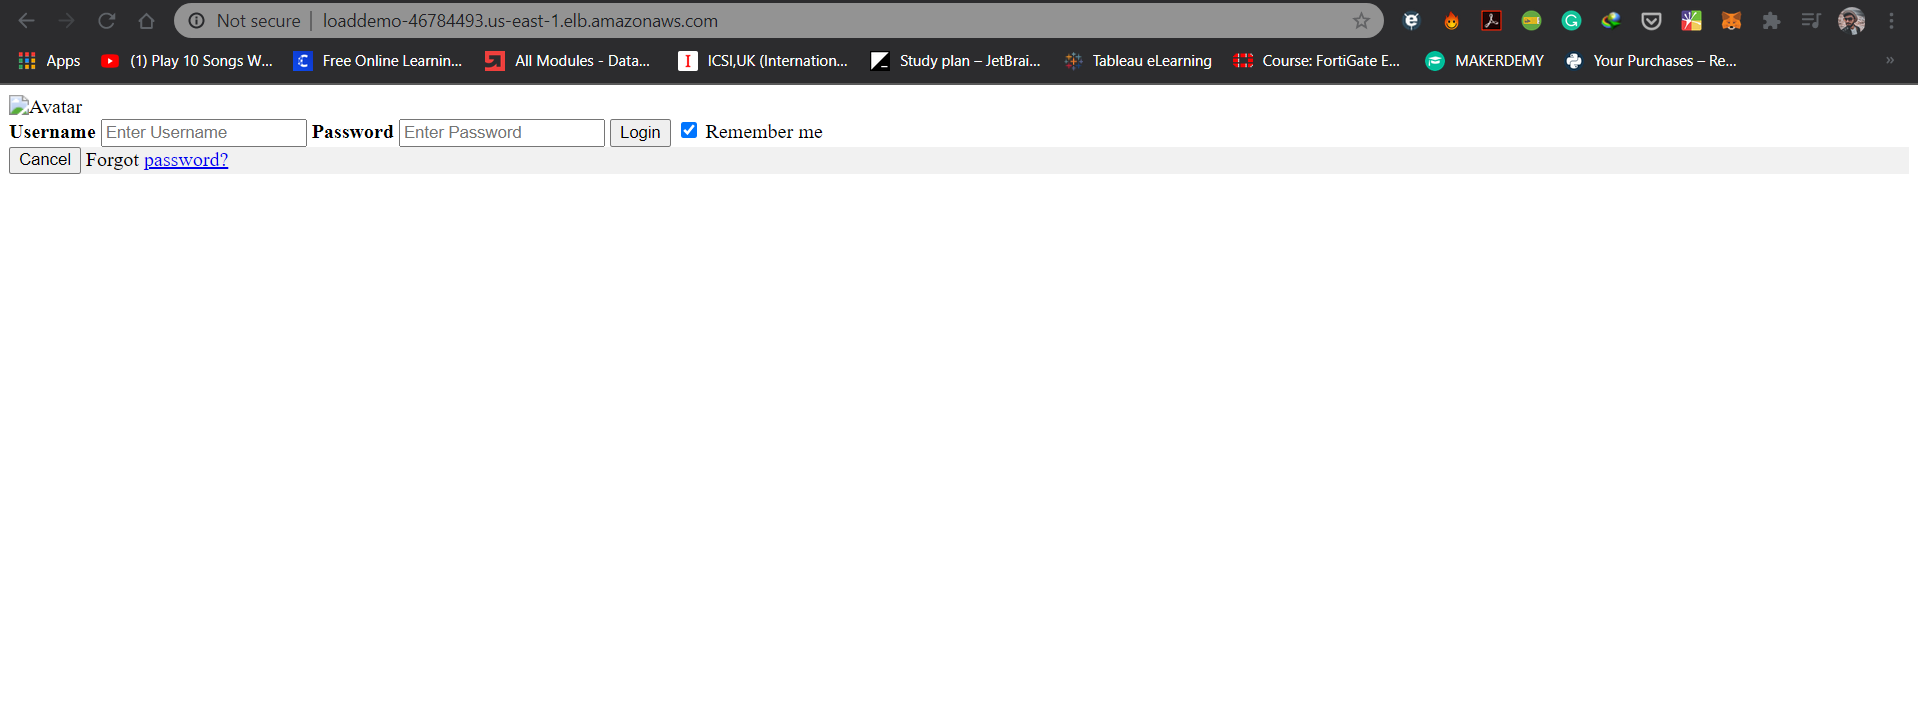 Not secure | loaddemo-46784493.us-east-1.elb.amazonaws.com
Apps (1) Play 10 Songs W... Free Online Learnin... All Modules - Data... ICSI,UK (Internation... Study plan – JetBrai... Tableau eLearning Course: FortiGate E... MAKERDEMY Your Purchases – Re... »
Avatar
Username Enter Username Password Enter Password Login Remember me
Cancel Forgot password?